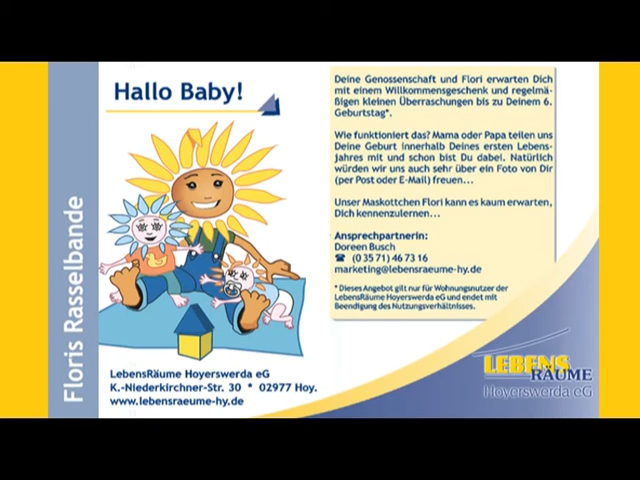 Floris Rasselbande
Hallo Baby!
Deine Genossenschaft und Flori erwarten Dich
mit einem Willkommensgeschenk und regelmä-
ßigen kleinen Überraschungen bis zu Deinem 6.
Geburtstag*.
Wie funktioniert das? Mama oder Papa teilen uns
Deine Geburt innerhalb Deines ersten Lebens-
jahres mit und schon bist Du dabei. Natürlich
würden wir uns auch sehr über ein Foto von Dir
(per Post oder E-Mail) freuen...
Unser Maskottchen Flori kann es kaum erwarten,
Dich kennenzulernen...
Ansprechpartnerin:
Doreen Busch
☎ (0 35 71) 46 73 16
marketing@lebensraeume-hy.de
* Dieses Angebot gilt nur für Wohnungsnutzer der
LebensRäume Hoyerswerda eG und endet mit
Beendigung des Nutzungsverhältnisses.
LebensRäume Hoyerswerda eG
K.-Niederkirchner-Str. 30 * 02977 Hoy.
www.lebensraeume-hy.de
LEBENS
RÄUME
Hoyerswerda eG